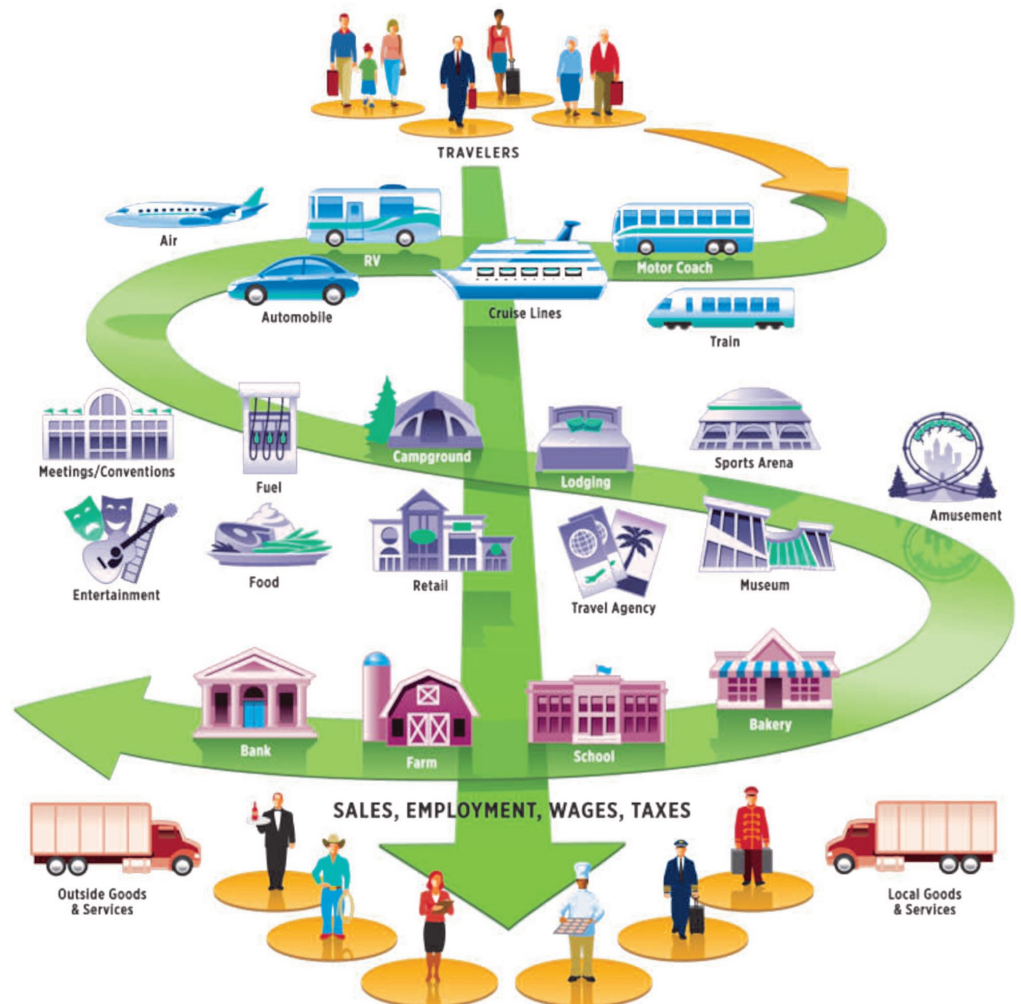 TRAVELERS
Air
RV
Motor Coach
Automobile
Cruise Lines
Train
Meetings/Conventions
Fuel
Campground
Lodging
Sports Arena
Amusement
Entertainment
Food
Retail
Travel Agency
Museum
Bank
Farm
School
Bakery
SALES, EMPLOYMENT, WAGES, TAXES
Outside Goods
& Services
Local Goods
& Services